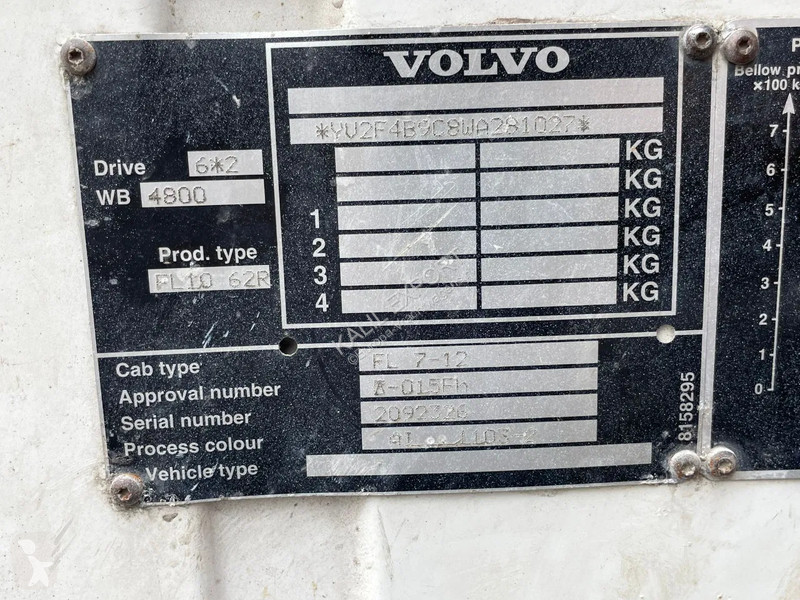 VOLVO
*YV2F4B9C8WA281027*
Drive 6*2
WB 4800
Prod. type
FL10 62R
KG
KG
KG
1 KG
2 KG
3 KG
4
Cab type FL 7-12
Approval number
Serial number
Process colour
Vehicle type
8158295
P
Bellow
×100 k
7
6
5
4
3
2
1
0
KALIL EXPORT